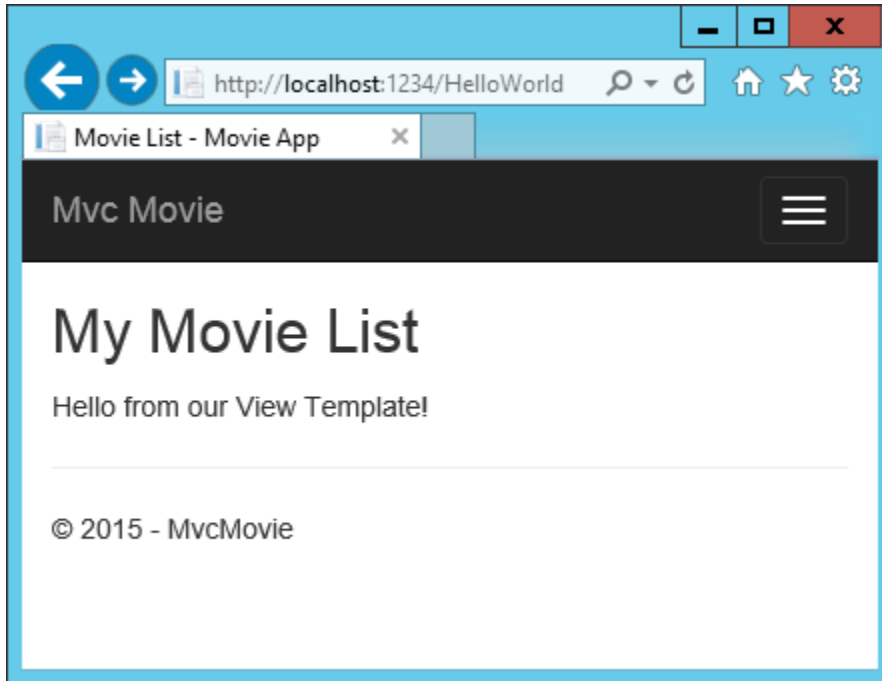 http://localhost:1234/HelloWorld
Movie List - Movie App
Mvc Movie
My Movie List
Hello from our View Template!
© 2015 - MvcMovie